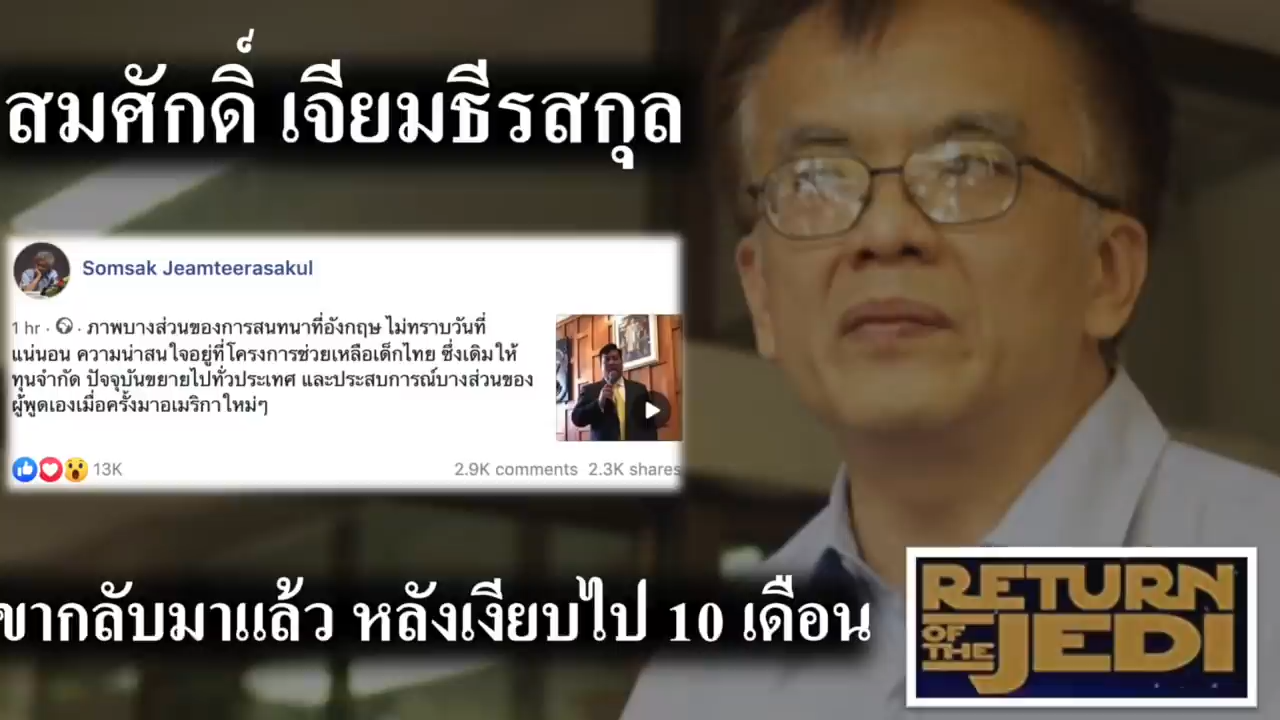 สมศักดิ์ เจียมธีรสกุล
Somsak Jeamteerasakul
1 hr · ภาพบางส่วนของการสนทนาที่อังกฤษ ไม่ทราบวันที่
แน่นอน ความน่าสนใจอยู่ที่โครงการช่วยเหลือเด็กไทย ซึ่งเดิมให้
ทุนจำกัด ปัจจุบันขยายไปทั่วประเทศ และประสบการณ์บางส่วนของ
ผู้พูดเองเมื่อครั้งมาอเมริกาใหม่ๆ
13K 2.9K comments 2.3K shares
ขากลับมาแล้ว หลังเงียบไป 10 เดือน
RETURN
OF THE JEDI